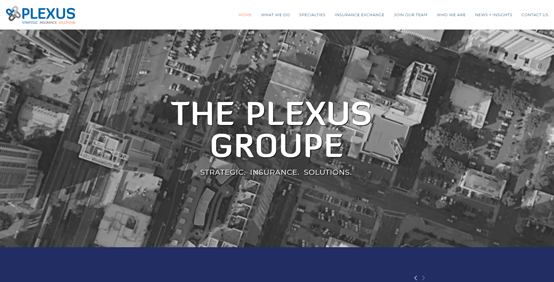 PLEXUS
STRATEGIC. INSURANCE. SOLUTIONS.
HOME WHAT WE DO SPECIALTIES INSURANCE EXCHANGE JOIN OUR TEAM WHO WE ARE NEWS + INSIGHTS CONTACT US
THE PLEXUS
GROUPE
STRATEGIC. INSURANCE. SOLUTIONS.